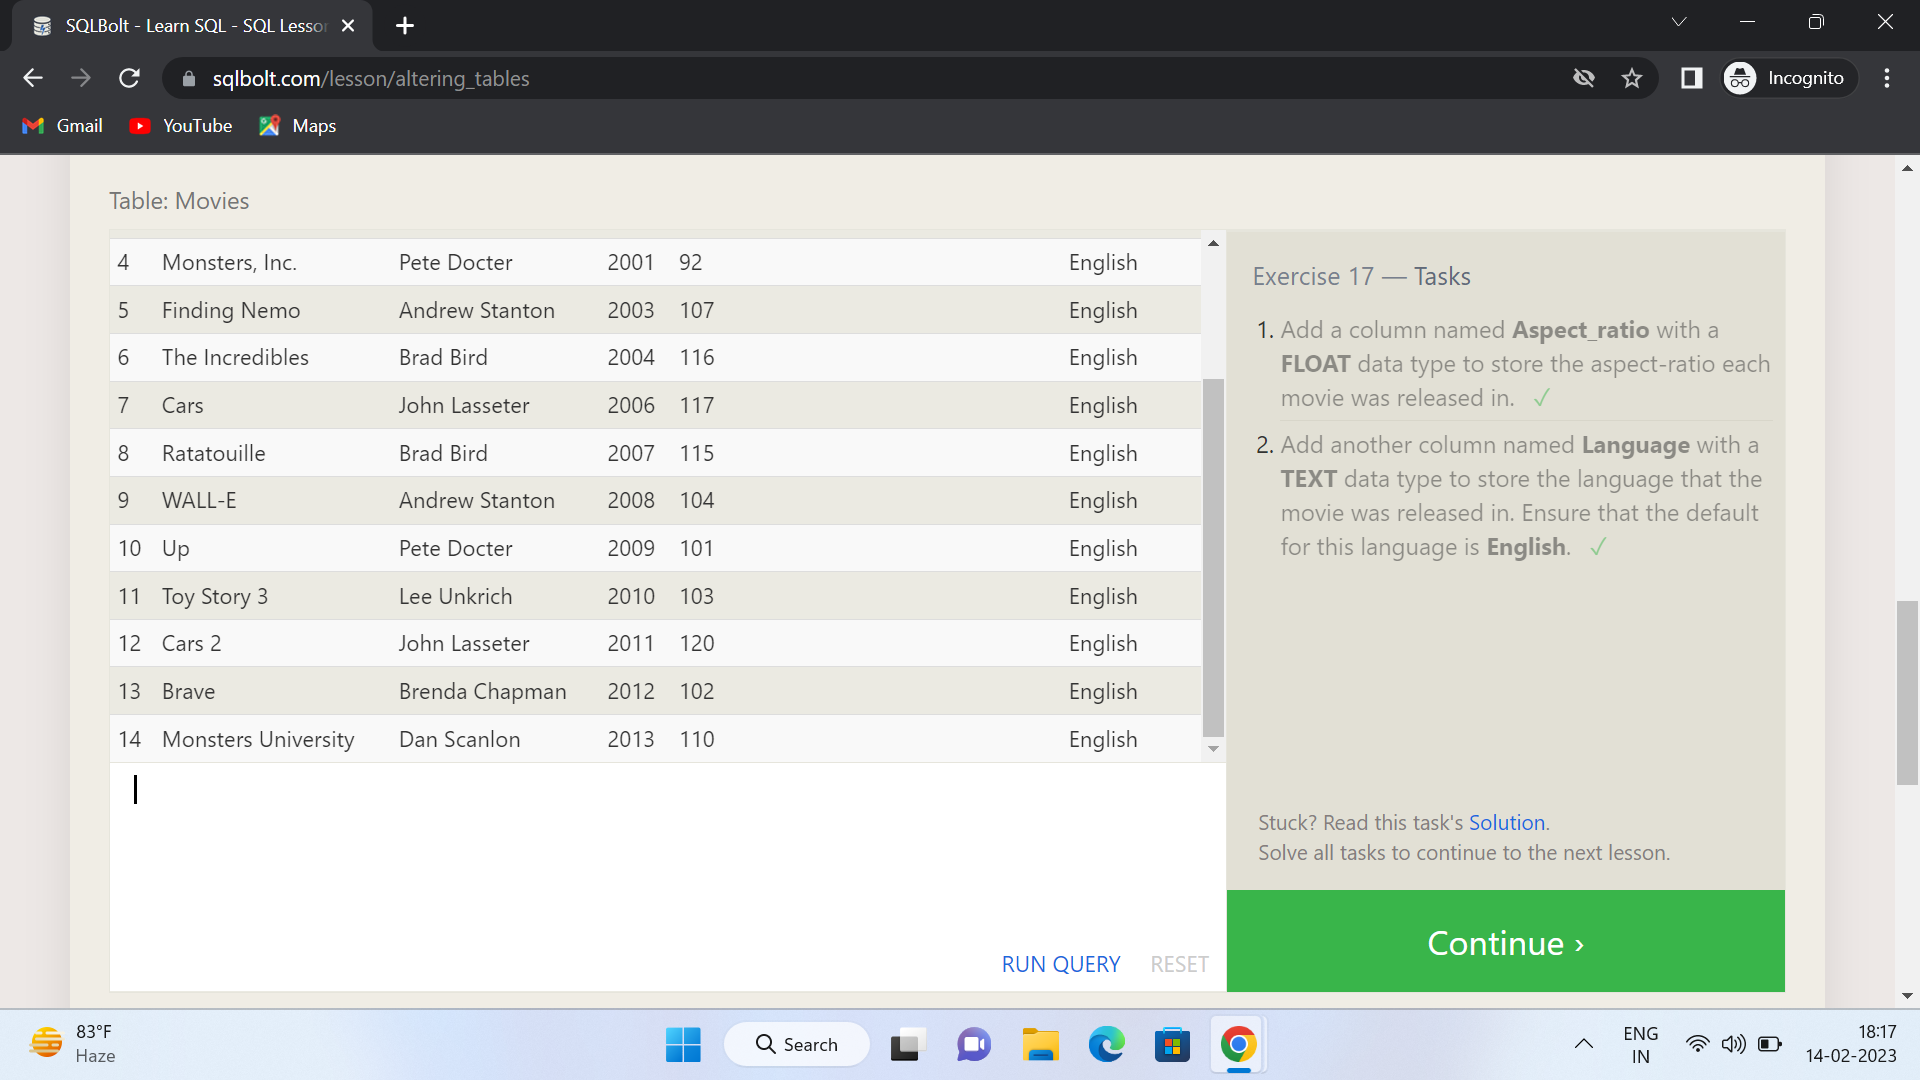 SQLBolt - Learn SQL - SQL Lesso
sqlbolt.com/lesson/altering_tables
Incognito
Gmail
YouTube
Maps
Table: Movies
4 Monsters, Inc. Pete Docter 2001 92 English
5 Finding Nemo Andrew Stanton 2003 107 English
6 The Incredibles Brad Bird 2004 116 English
7 Cars John Lasseter 2006 117 English
8 Ratatouille Brad Bird 2007 115 English
9 WALL-E Andrew Stanton 2008 104 English
10 Up Pete Docter 2009 101 English
11 Toy Story 3 Lee Unkrich 2010 103 English
12 Cars 2 John Lasseter 2011 120 English
13 Brave Brenda Chapman 2012 102 English
14 Monsters University Dan Scanlon 2013 110 English
RUN QUERY RESET
Exercise 17 — Tasks
1. Add a column named Aspect_ratio with a
FLOAT data type to store the aspect-ratio each
movie was released in. ✓
2. Add another column named Language with a
TEXT data type to store the language that the
movie was released in. Ensure that the default
for this language is English. ✓
Stuck? Read this task's Solution.
Solve all tasks to continue to the next lesson.
Continue ›
83°F
Haze
Search
ENG
IN
18:17
14-02-2023